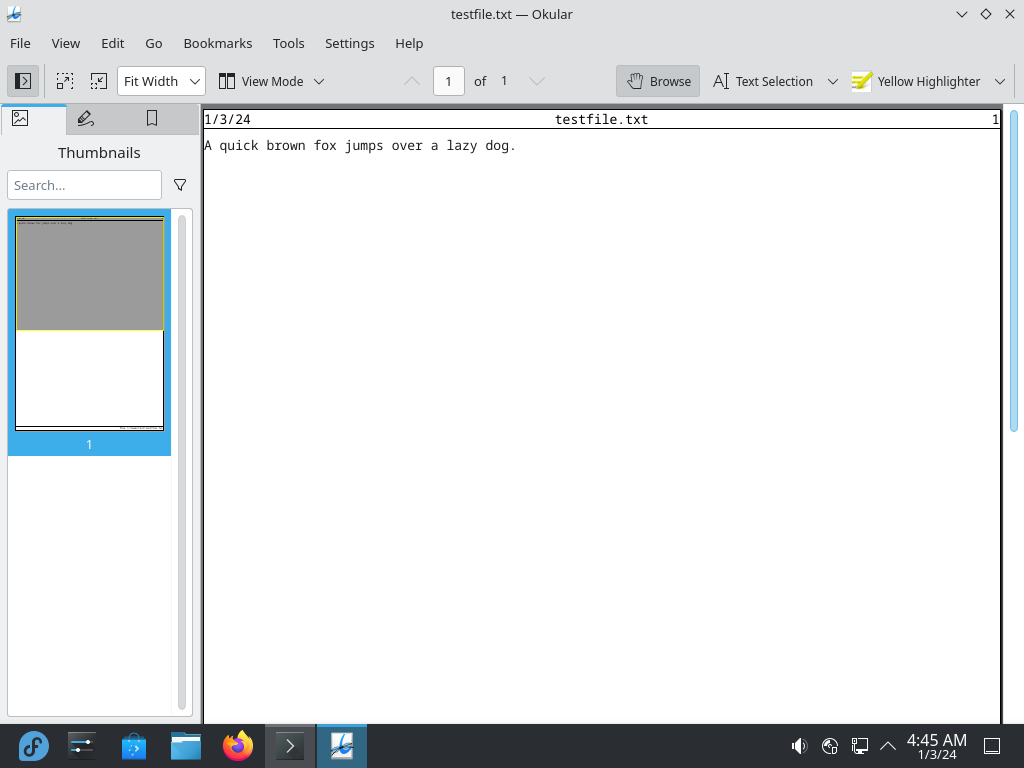 testfile.txt — Okular
File View Edit Go Bookmarks Tools Settings Help
Fit Width View Mode 1 of 1 Browse Text Selection Yellow Highlighter
Thumbnails
Search...
1
1/3/24 testfile.txt 1
A quick brown fox jumps over a lazy dog.
4:45 AM
1/3/24